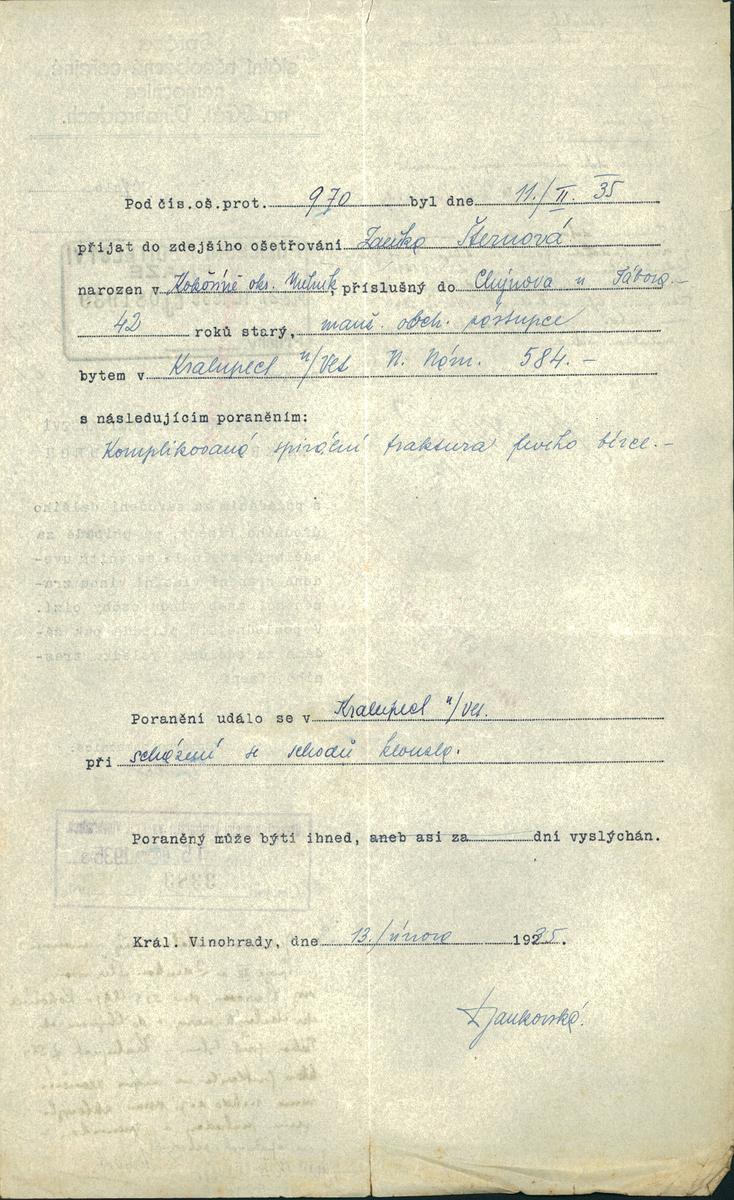 Pod čís.oš.prot. 970 byl dne 11./II. 35
přijat do zdejšího ošetřování Zdeňka Šternová
narozen v Kokořině okr. Mělník, příslušný do Chýnova u Tábora.-
42 roků starý, manž. obch. zástupce
bytem v Kralupech n/Vlt. N. Nám. 584.-
s následujícím poraněním:
Komplikovaná spirální fraktura levého bérce.-
Poranění událo se v Kralupech n/Vlt.
při scházení se schodů klouzla.
Poraněný může býti ihned, aneb asi za dní vyslýchán.
Král. Vinohrady, dne 13./února 1935.